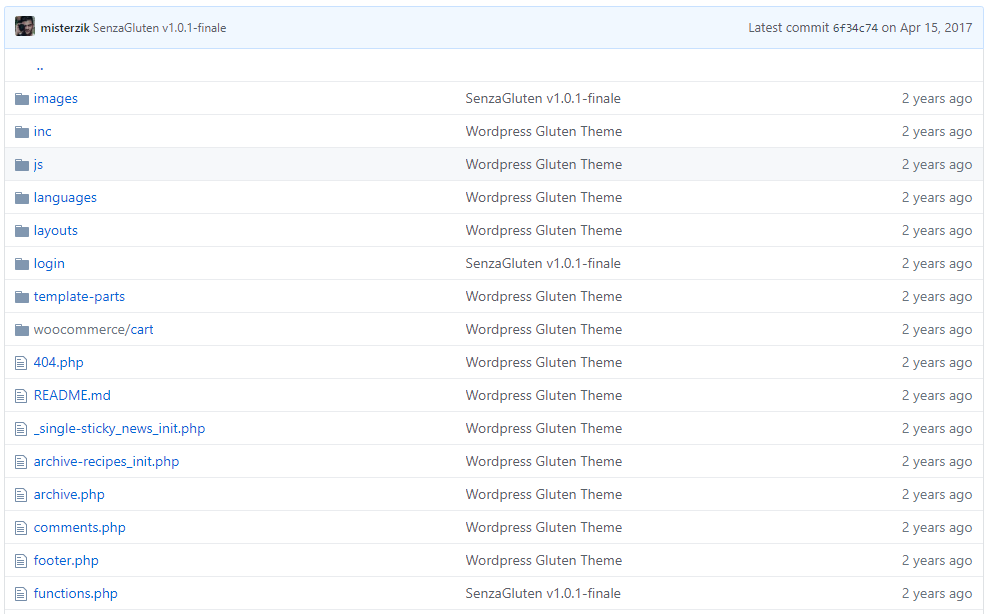 misterzik SenzaGluten v1.0.1-finale Latest commit 6f34c74 on Apr 15, 2017
..
images SenzaGluten v1.0.1-finale 2 years ago
inc Wordpress Gluten Theme 2 years ago
js Wordpress Gluten Theme 2 years ago
languages Wordpress Gluten Theme 2 years ago
layouts Wordpress Gluten Theme 2 years ago
login SenzaGluten v1.0.1-finale 2 years ago
template-parts Wordpress Gluten Theme 2 years ago
woocommerce/cart Wordpress Gluten Theme 2 years ago
404.php Wordpress Gluten Theme 2 years ago
README.md Wordpress Gluten Theme 2 years ago
_single-sticky_news_init.php Wordpress Gluten Theme 2 years ago
archive-recipes_init.php Wordpress Gluten Theme 2 years ago
archive.php Wordpress Gluten Theme 2 years ago
comments.php Wordpress Gluten Theme 2 years ago
footer.php Wordpress Gluten Theme 2 years ago
functions.php SenzaGluten v1.0.1-finale 2 years ago